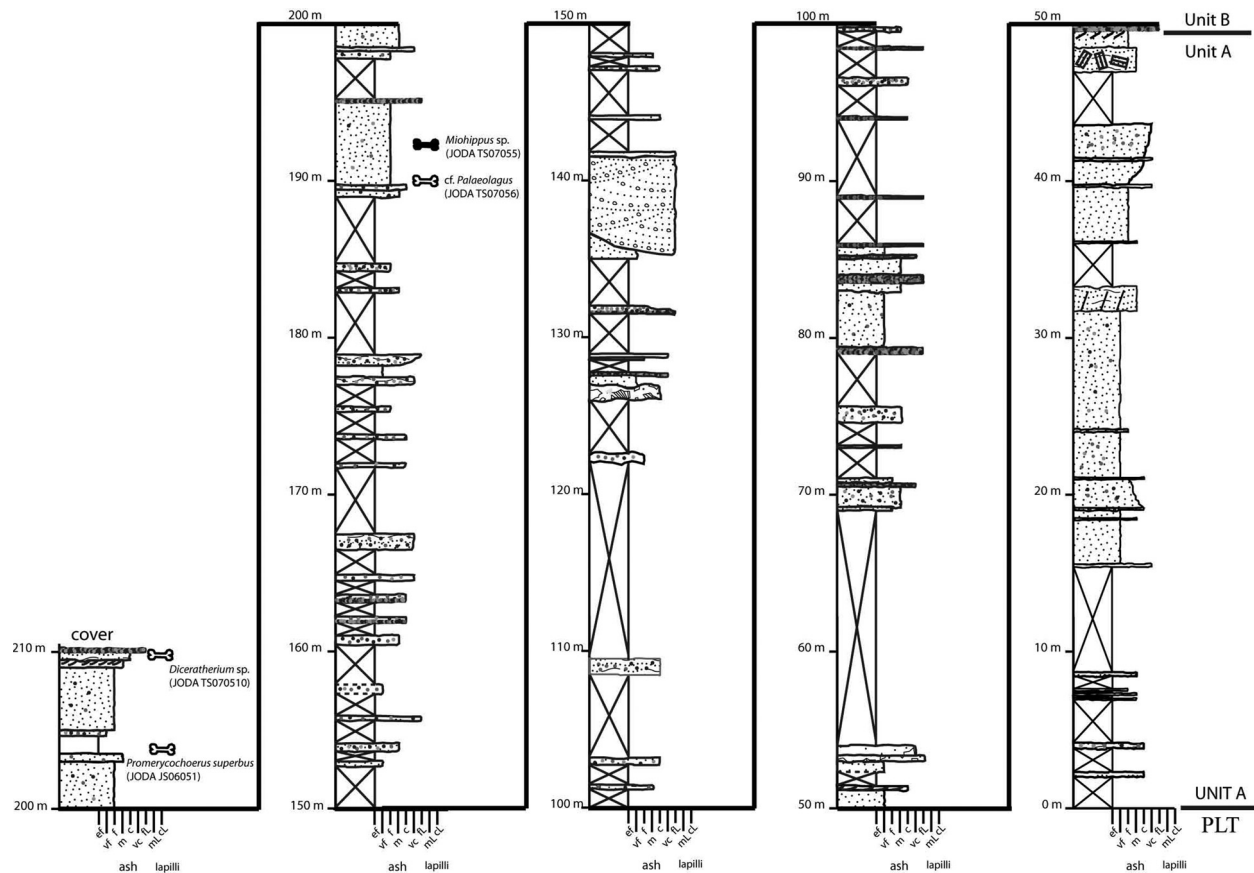 200 m
150 m
100 m
50 m
Unit B
Unit A
190 m
140 m
90 m
40 m
Miohippus sp.
(JODA TS07055)
cf. Palaeolagus
(JODA TS07056)
180 m
130 m
80 m
30 m
170 m
120 m
70 m
20 m
cover
210 m
160 m
110 m
60 m
10 m
Diceratherium sp.
(JODA TS070510)
Promerycochoerus superbus
(JODA JS06051)
200 m
150 m
100 m
50 m
0 m
UNIT A
PLT
ef vf f m c vc fL mL cL
ef vf f m c vc fL mL cL
ef vf f m c vc fL mL cL
ef vf f m c vc fL mL cL
ef vf f m c vc fL mL cL
ash lapilli
ash lapilli
ash lapilli
ash lapilli
ash lapilli